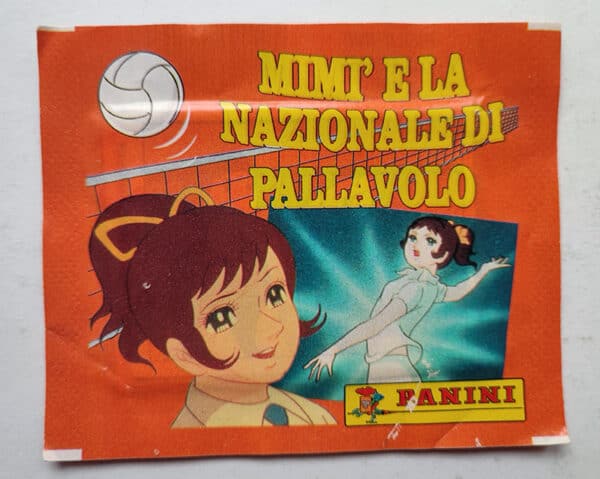 MIMI' E LA
NAZIONALE DI
PALLAVOLO
PANINI